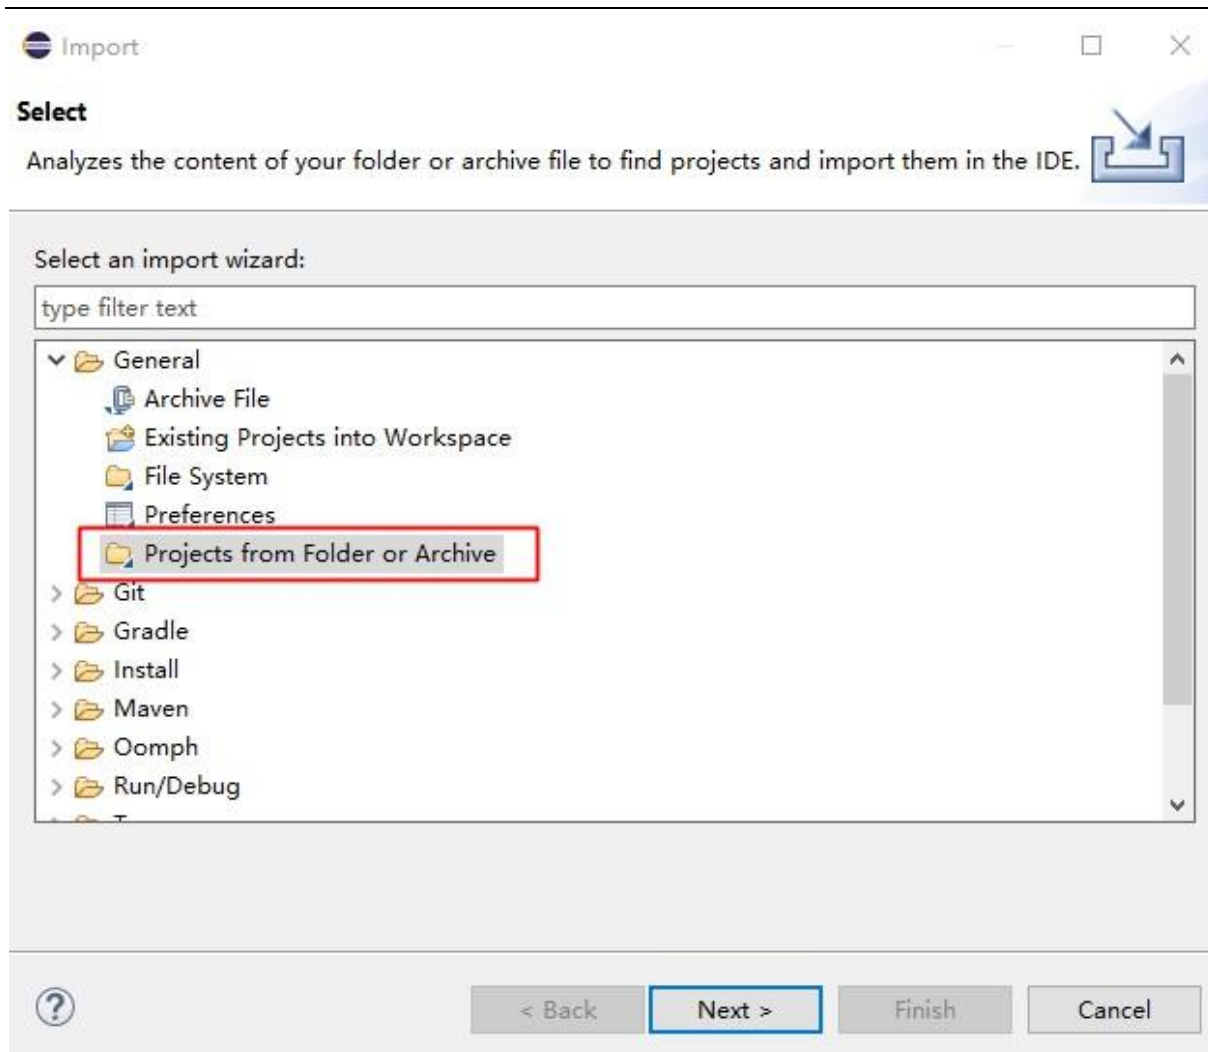 Import
Select
Analyzes the content of your folder or archive file to find projects and import them in the IDE.
Select an import wizard:
type filter text
General
Archive File
Existing Projects into Workspace
File System
Preferences
Projects from Folder or Archive
Git
Gradle
Install
Maven
Oomph
Run/Debug
? < Back Next > Finish Cancel